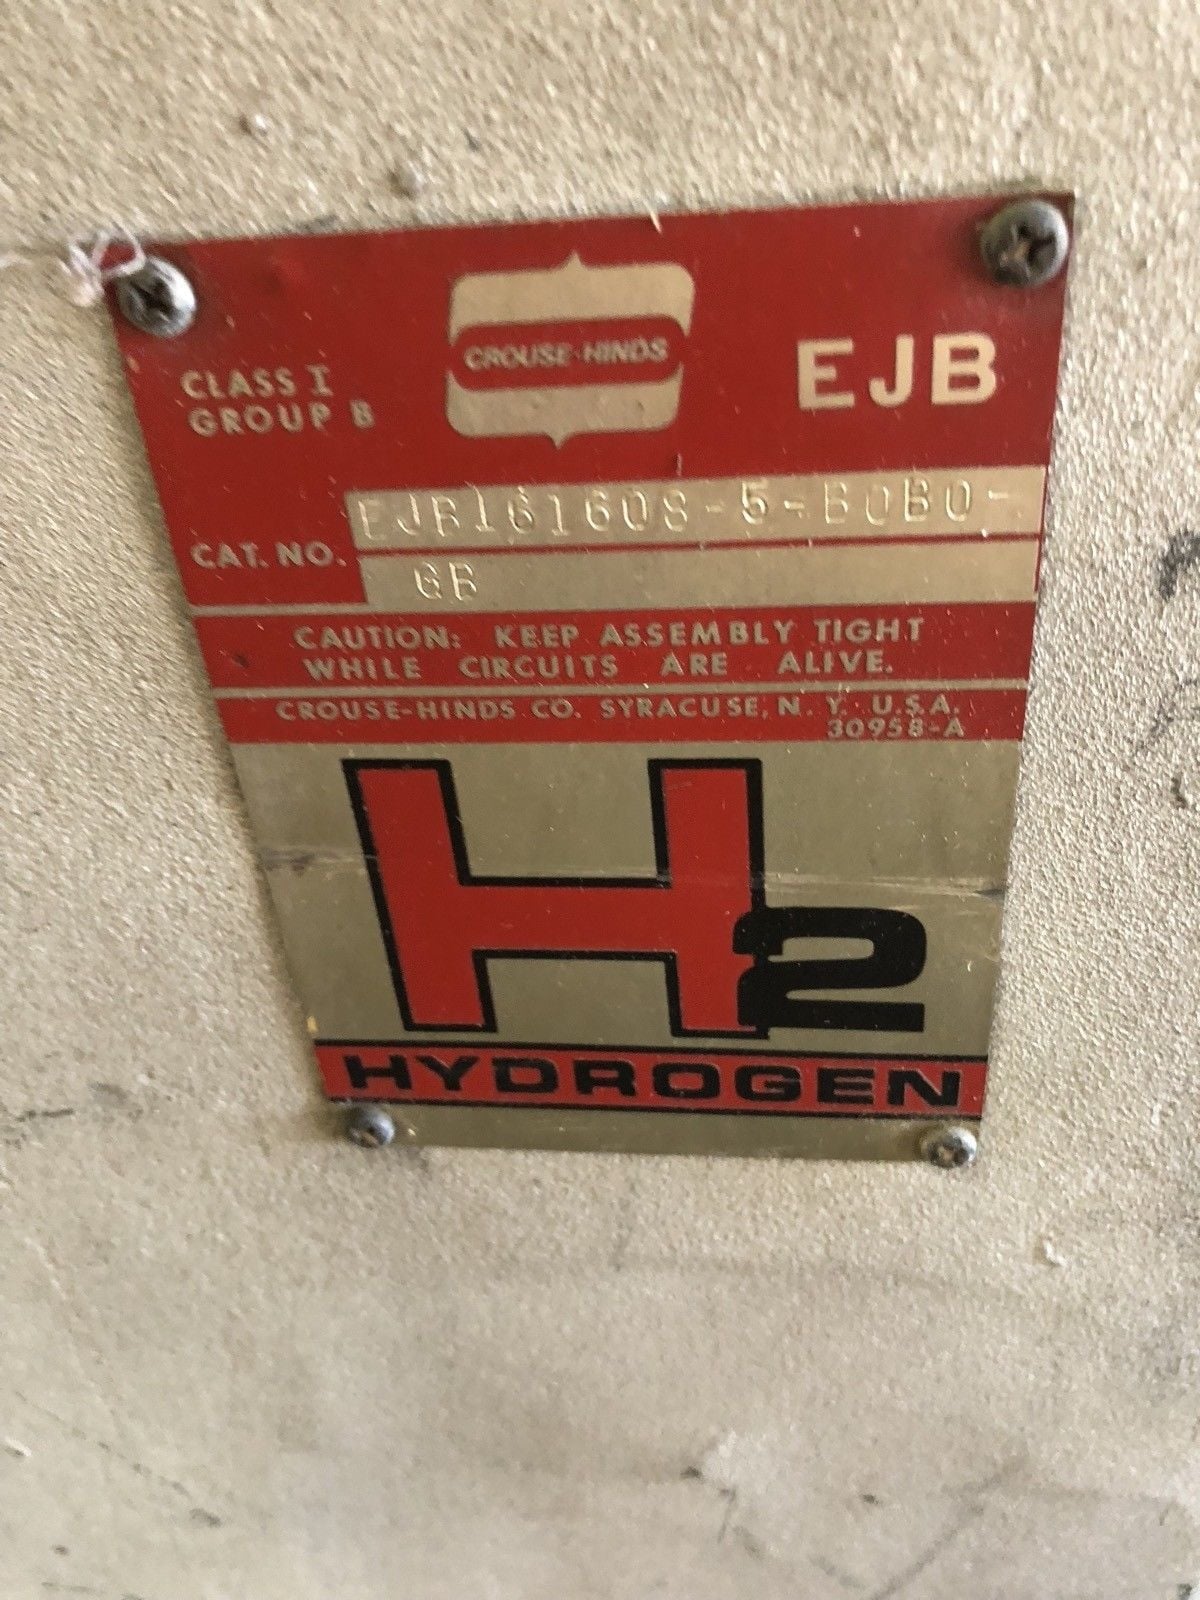 CROUSE-HINDS
EJB
CLASS I
GROUP B
CAT. NO.
EJB161608-5-B0B0-
GB
CAUTION: KEEP ASSEMBLY TIGHT
WHILE CIRCUITS ARE ALIVE.
CROUSE-HINDS CO. SYRACUSE, N. Y. U.S.A.
30958-A
H2
HYDROGEN